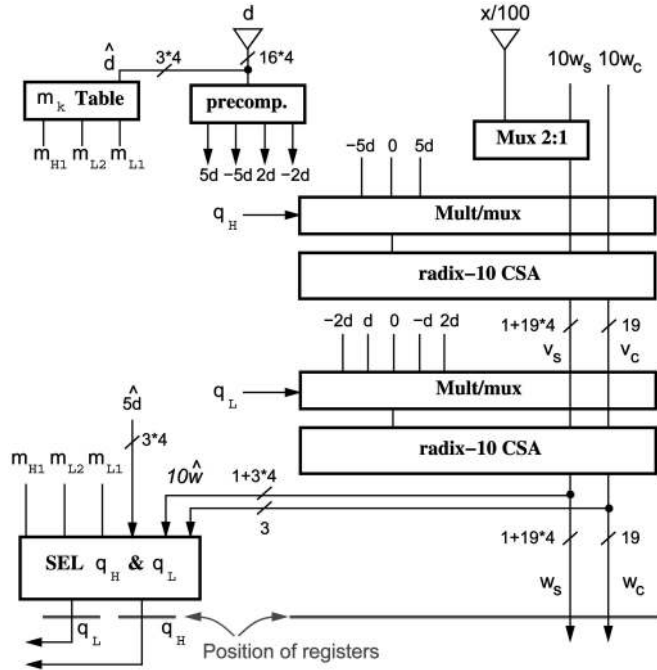 d
x/100
d̂
3*4
16*4
10w_s
10w_c
m_k Table
precomp.
Mux 2:1
m_H1
m_L2
m_L1
5d
−5d
2d
−2d
−5d
0
5d
q_H
Mult/mux
radix−10 CSA
−2d
d
0
−d
2d
1+19*4
19
v_s
v_c
q_L
Mult/mux
5d̂
3*4
radix−10 CSA
m_H1
m_L2
m_L1
10ŵ
1+3*4
3
1+19*4
19
SEL q_H & q_L
w_s
w_c
q_L
q_H
Position of registers